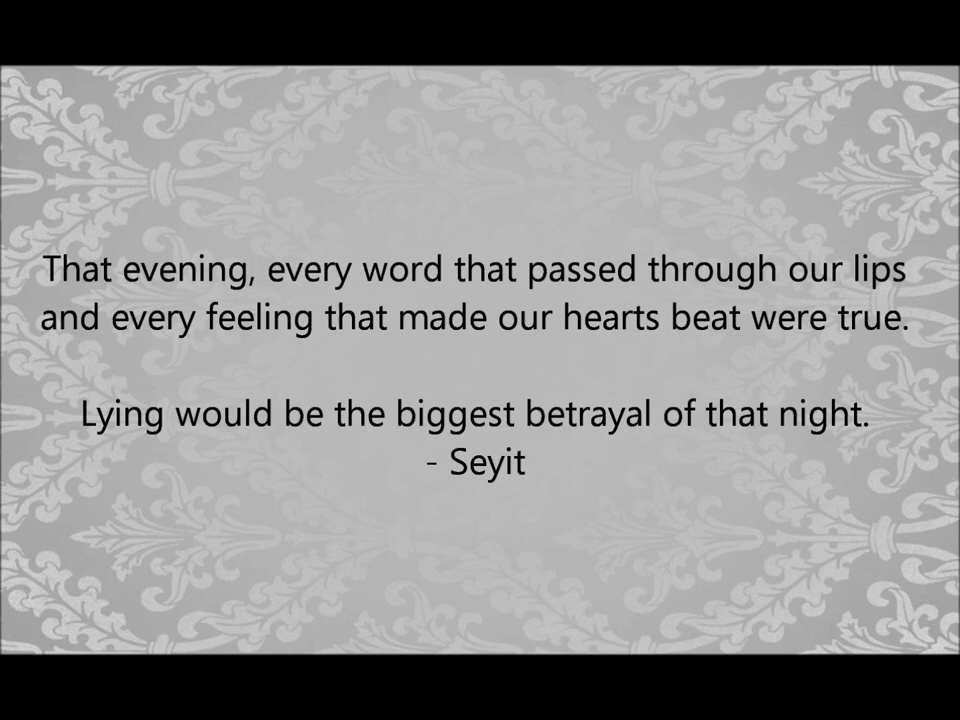 That evening, every word that passed through our lips
and every feeling that made our hearts beat were true.
Lying would be the biggest betrayal of that night.
- Seyit